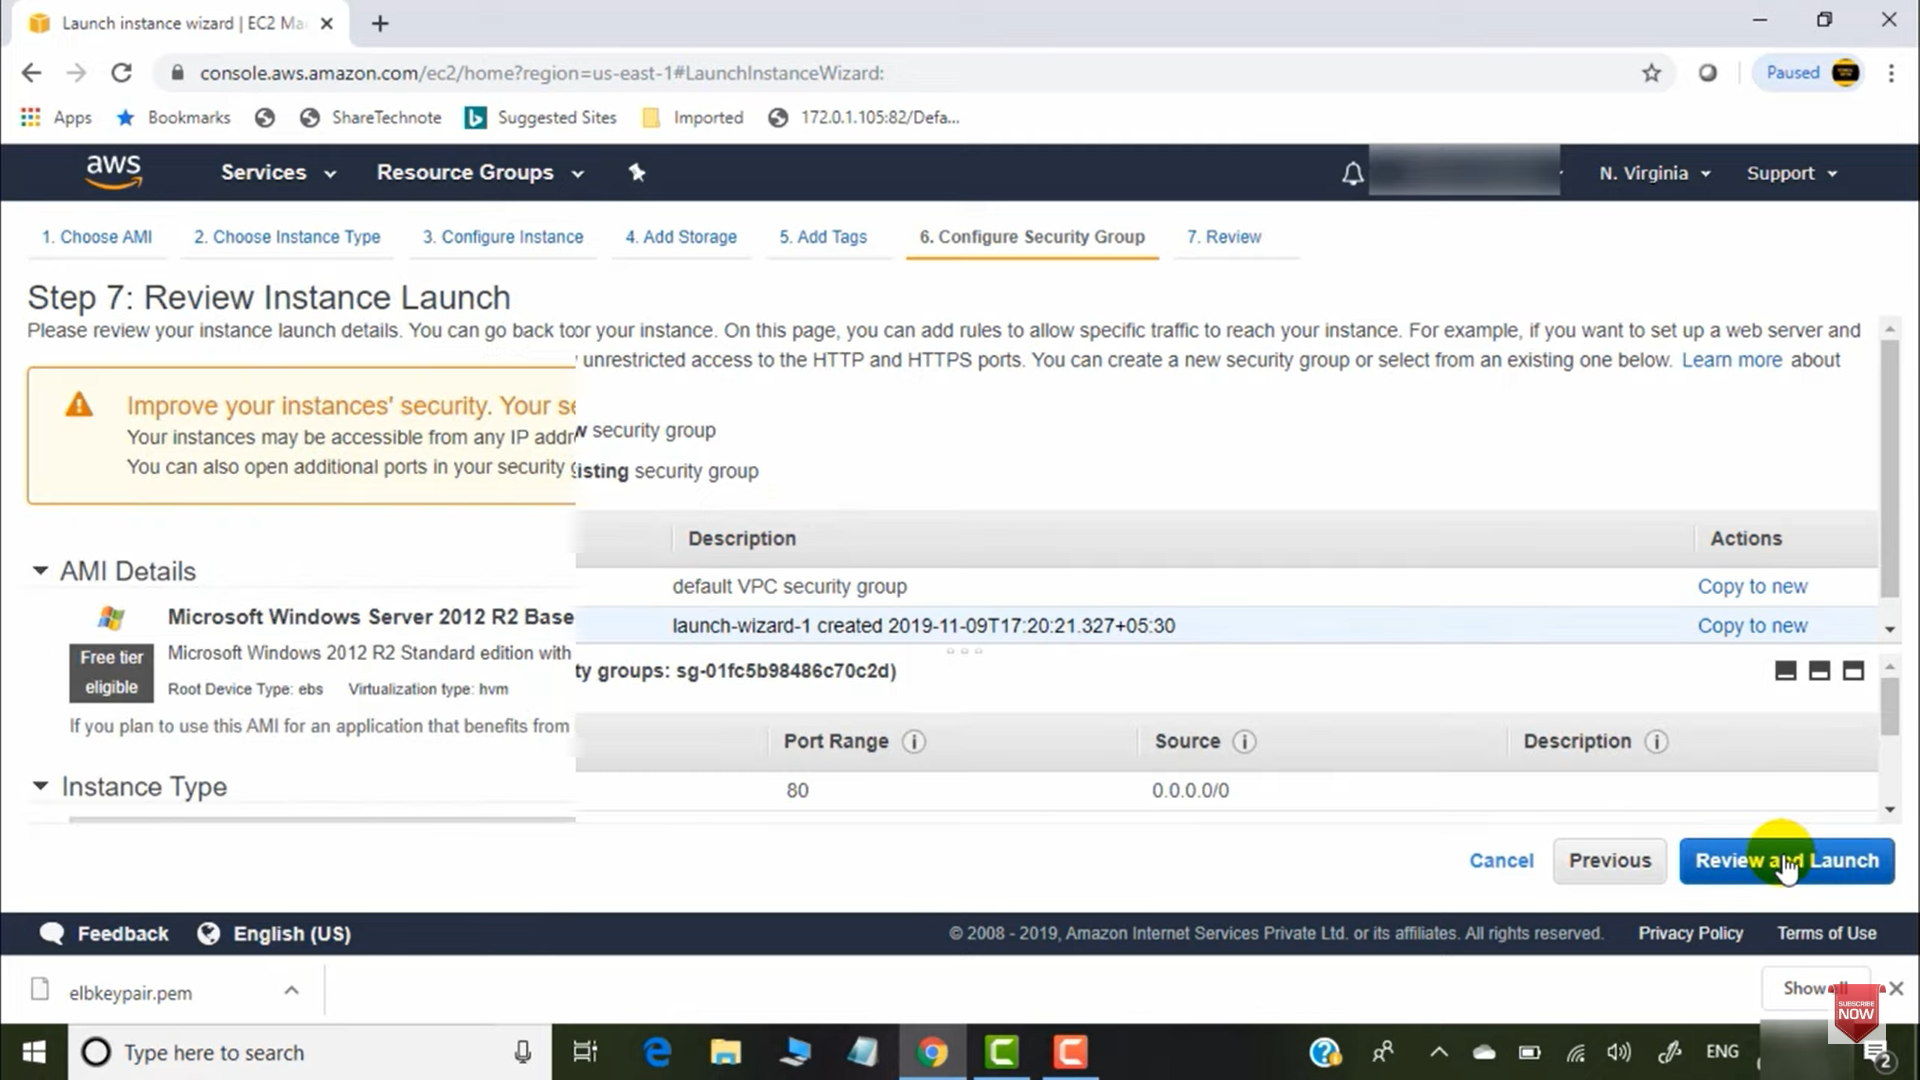 Launch instance wizard | EC2 Ma
console.aws.amazon.com/ec2/home?region=us-east-1#LaunchInstanceWizard:
Paused
Apps
Bookmarks
ShareTechnote
Suggested Sites
Imported
172.0.1.105:82/Defa...
aws
Services
Resource Groups
N. Virginia
Support
1. Choose AMI
2. Choose Instance Type
3. Configure Instance
4. Add Storage
5. Add Tags
6. Configure Security Group
7. Review
Step 7: Review Instance Launch
Please review your instance launch details. You can go back to
or your instance. On this page, you can add rules to allow specific traffic to reach your instance. For example, if you want to set up a web server and
unrestricted access to the HTTP and HTTPS ports. You can create a new security group or select from an existing one below. Learn more about
Improve your instances' security. Your se
Your instances may be accessible from any IP addr
You can also open additional ports in your security
w security group
isting security group
Description
Actions
default VPC security group
Copy to new
launch-wizard-1 created 2019-11-09T17:20:21.327+05:30
Copy to new
ty groups: sg-01fc5b98486c70c2d)
AMI Details
Microsoft Windows Server 2012 R2 Base
Free tier
eligible
Microsoft Windows 2012 R2 Standard edition with
Root Device Type: ebs
Virtualization type: hvm
If you plan to use this AMI for an application that benefits from
Port Range
Source
Description
80
0.0.0.0/0
Instance Type
Cancel
Previous
Review and Launch
Feedback
English (US)
© 2008 - 2019, Amazon Internet Services Private Ltd. or its affiliates. All rights reserved.
Privacy Policy
Terms of Use
elbkeypair.pem
Show all
SUBSCRIBE
NOW
Type here to search
ENG
2